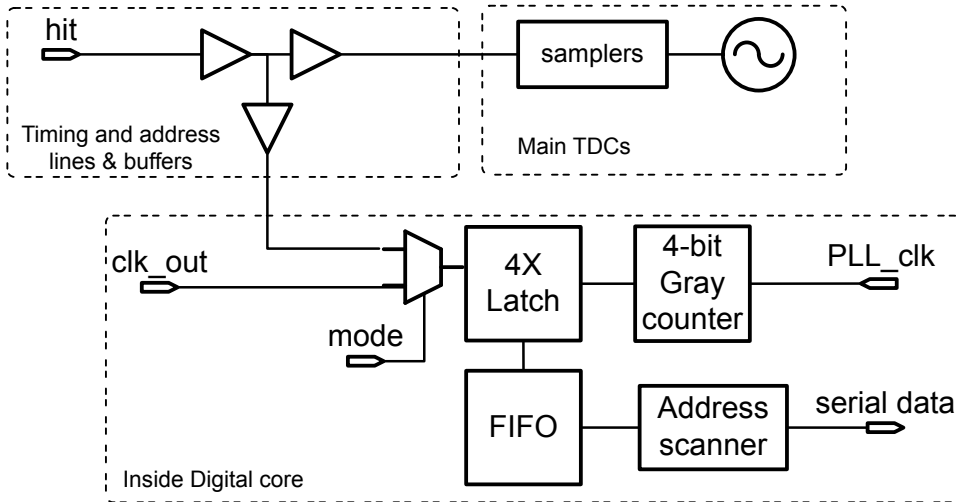 hit
samplers
Timing and address
lines & buffers
Main TDCs
clk_out
4X
Latch
4-bit
Gray
counter
PLL_clk
mode
FIFO
Address
scanner
serial data
Inside Digital core